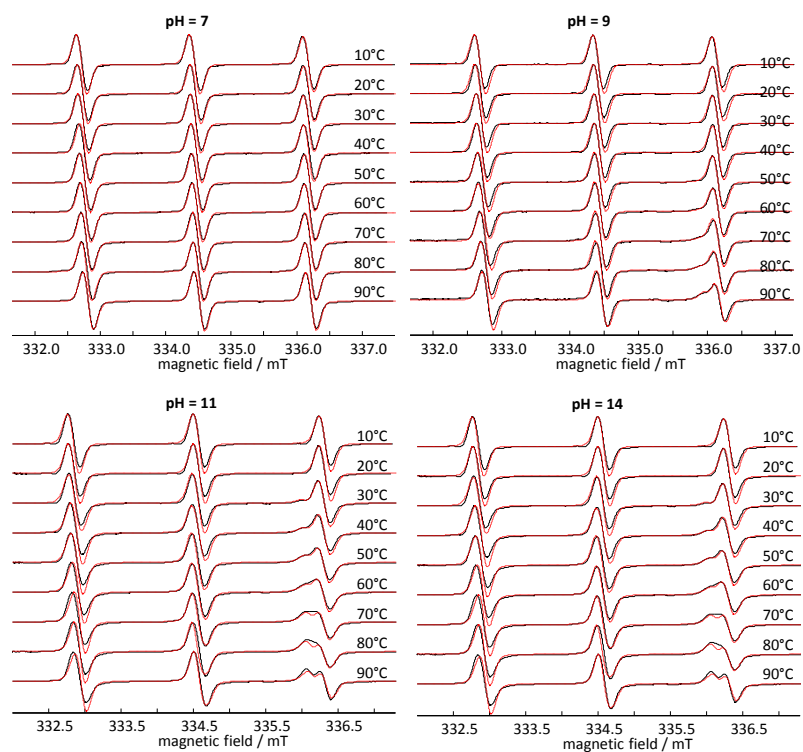 pH = 7
10°C
20°C
30°C
40°C
50°C
60°C
70°C
80°C
90°C
332.0 333.0 334.0 335.0 336.0 337.0
magnetic field / mT
pH = 9
10°C
20°C
30°C
40°C
50°C
60°C
70°C
80°C
90°C
332.0 333.0 334.0 335.0 336.0 337.0
magnetic field / mT
pH = 11
10°C
20°C
30°C
40°C
50°C
60°C
70°C
80°C
90°C
332.5 333.5 334.5 335.5 336.5
magnetic field / mT
pH = 14
10°C
20°C
30°C
40°C
50°C
60°C
70°C
80°C
90°C
332.5 333.5 334.5 335.5 336.5
magnetic field / mT